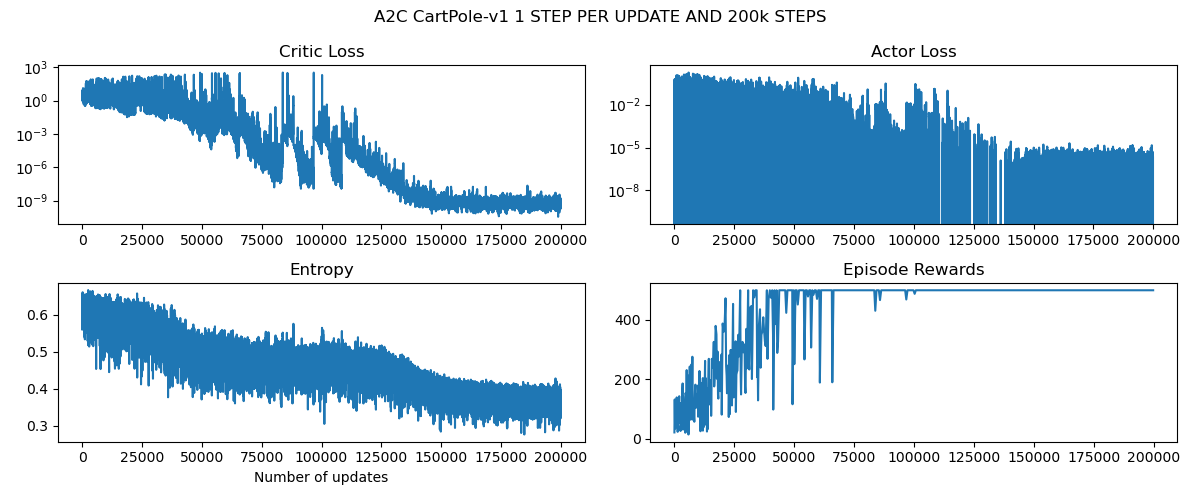 A2C CartPole-v1 1 STEP PER UPDATE AND 200k STEPS
Critic Loss
10^3
10^0
10^-3
10^-6
10^-9
0 25000 50000 75000 100000 125000 150000 175000 200000
Actor Loss
10^-2
10^-5
10^-8
0 25000 50000 75000 100000 125000 150000 175000 200000
Entropy
0.6
0.5
0.4
0.3
0 25000 50000 75000 100000 125000 150000 175000 200000
Number of updates
Episode Rewards
400
200
0
0 25000 50000 75000 100000 125000 150000 175000 200000